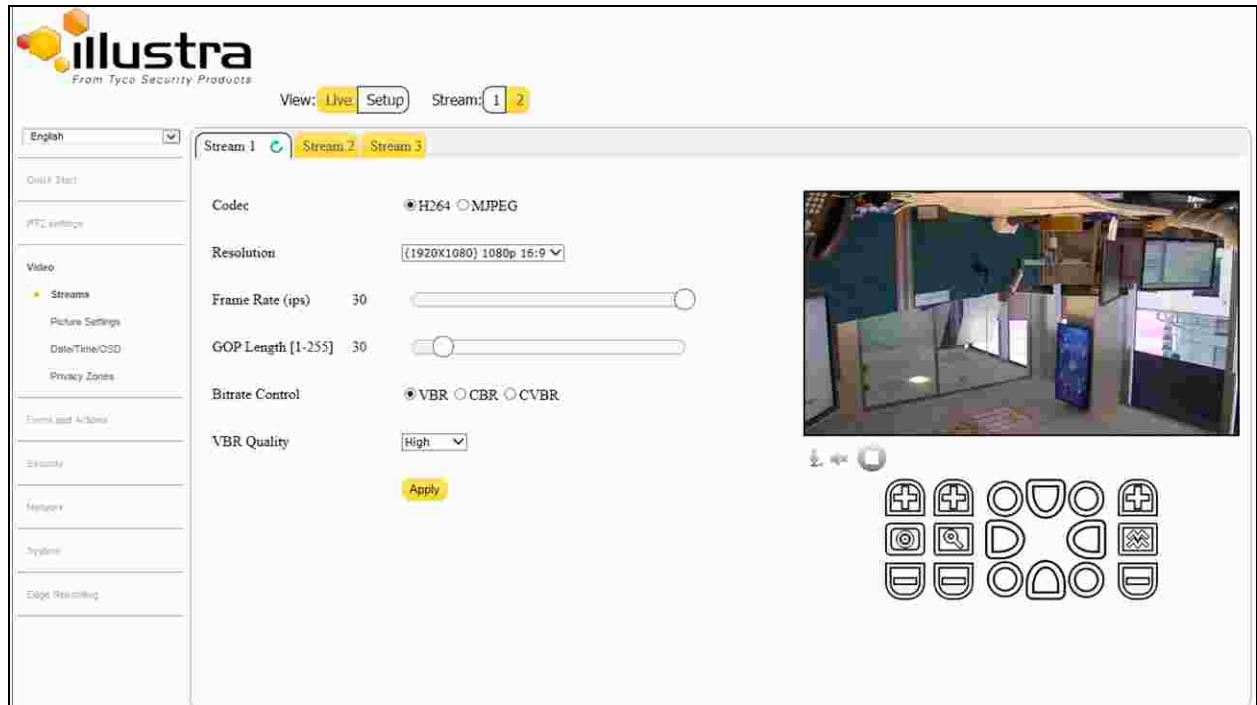 illustra
From Tyco Security Products
View: Live Setup Stream: 1 2
English
Stream 1 Stream 2 Stream 3
Quick Start
PTZ settings
Video
Streams
Picture Settings
Date/Time/OSD
Privacy Zones
Event and Actions
Security
Network
System
Edge Recording
Codec H264 MJPEG
Resolution (1920X1080) 1080p 16:9
Frame Rate (ips) 30
GOP Length [1-255] 30
Bitrate Control VBR CBR CVBR
VBR Quality High
Apply